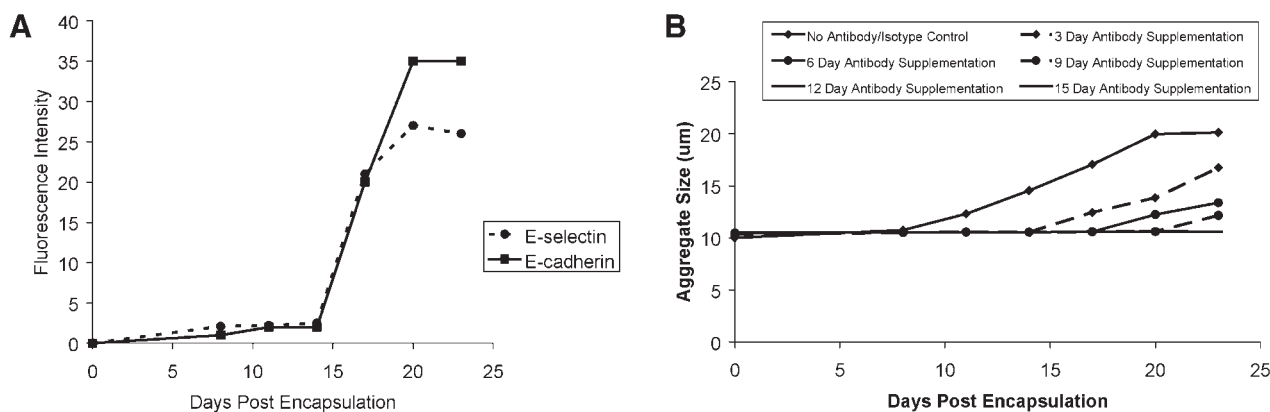 A
40
35
30
25
20
15
10
5
0
Fluorescence Intensity
0 5 10 15 20 25
Days Post Encapsulation
E-selectin
E-cadherin
B
No Antibody/Isotype Control 3 Day Antibody Supplementation
6 Day Antibody Supplementation 9 Day Antibody Supplementation
12 Day Antibody Supplementation 15 Day Antibody Supplementation
25
20
15
10
5
0
Aggregate Size (um)
0 5 10 15 20 25
Days Post Encapsulation